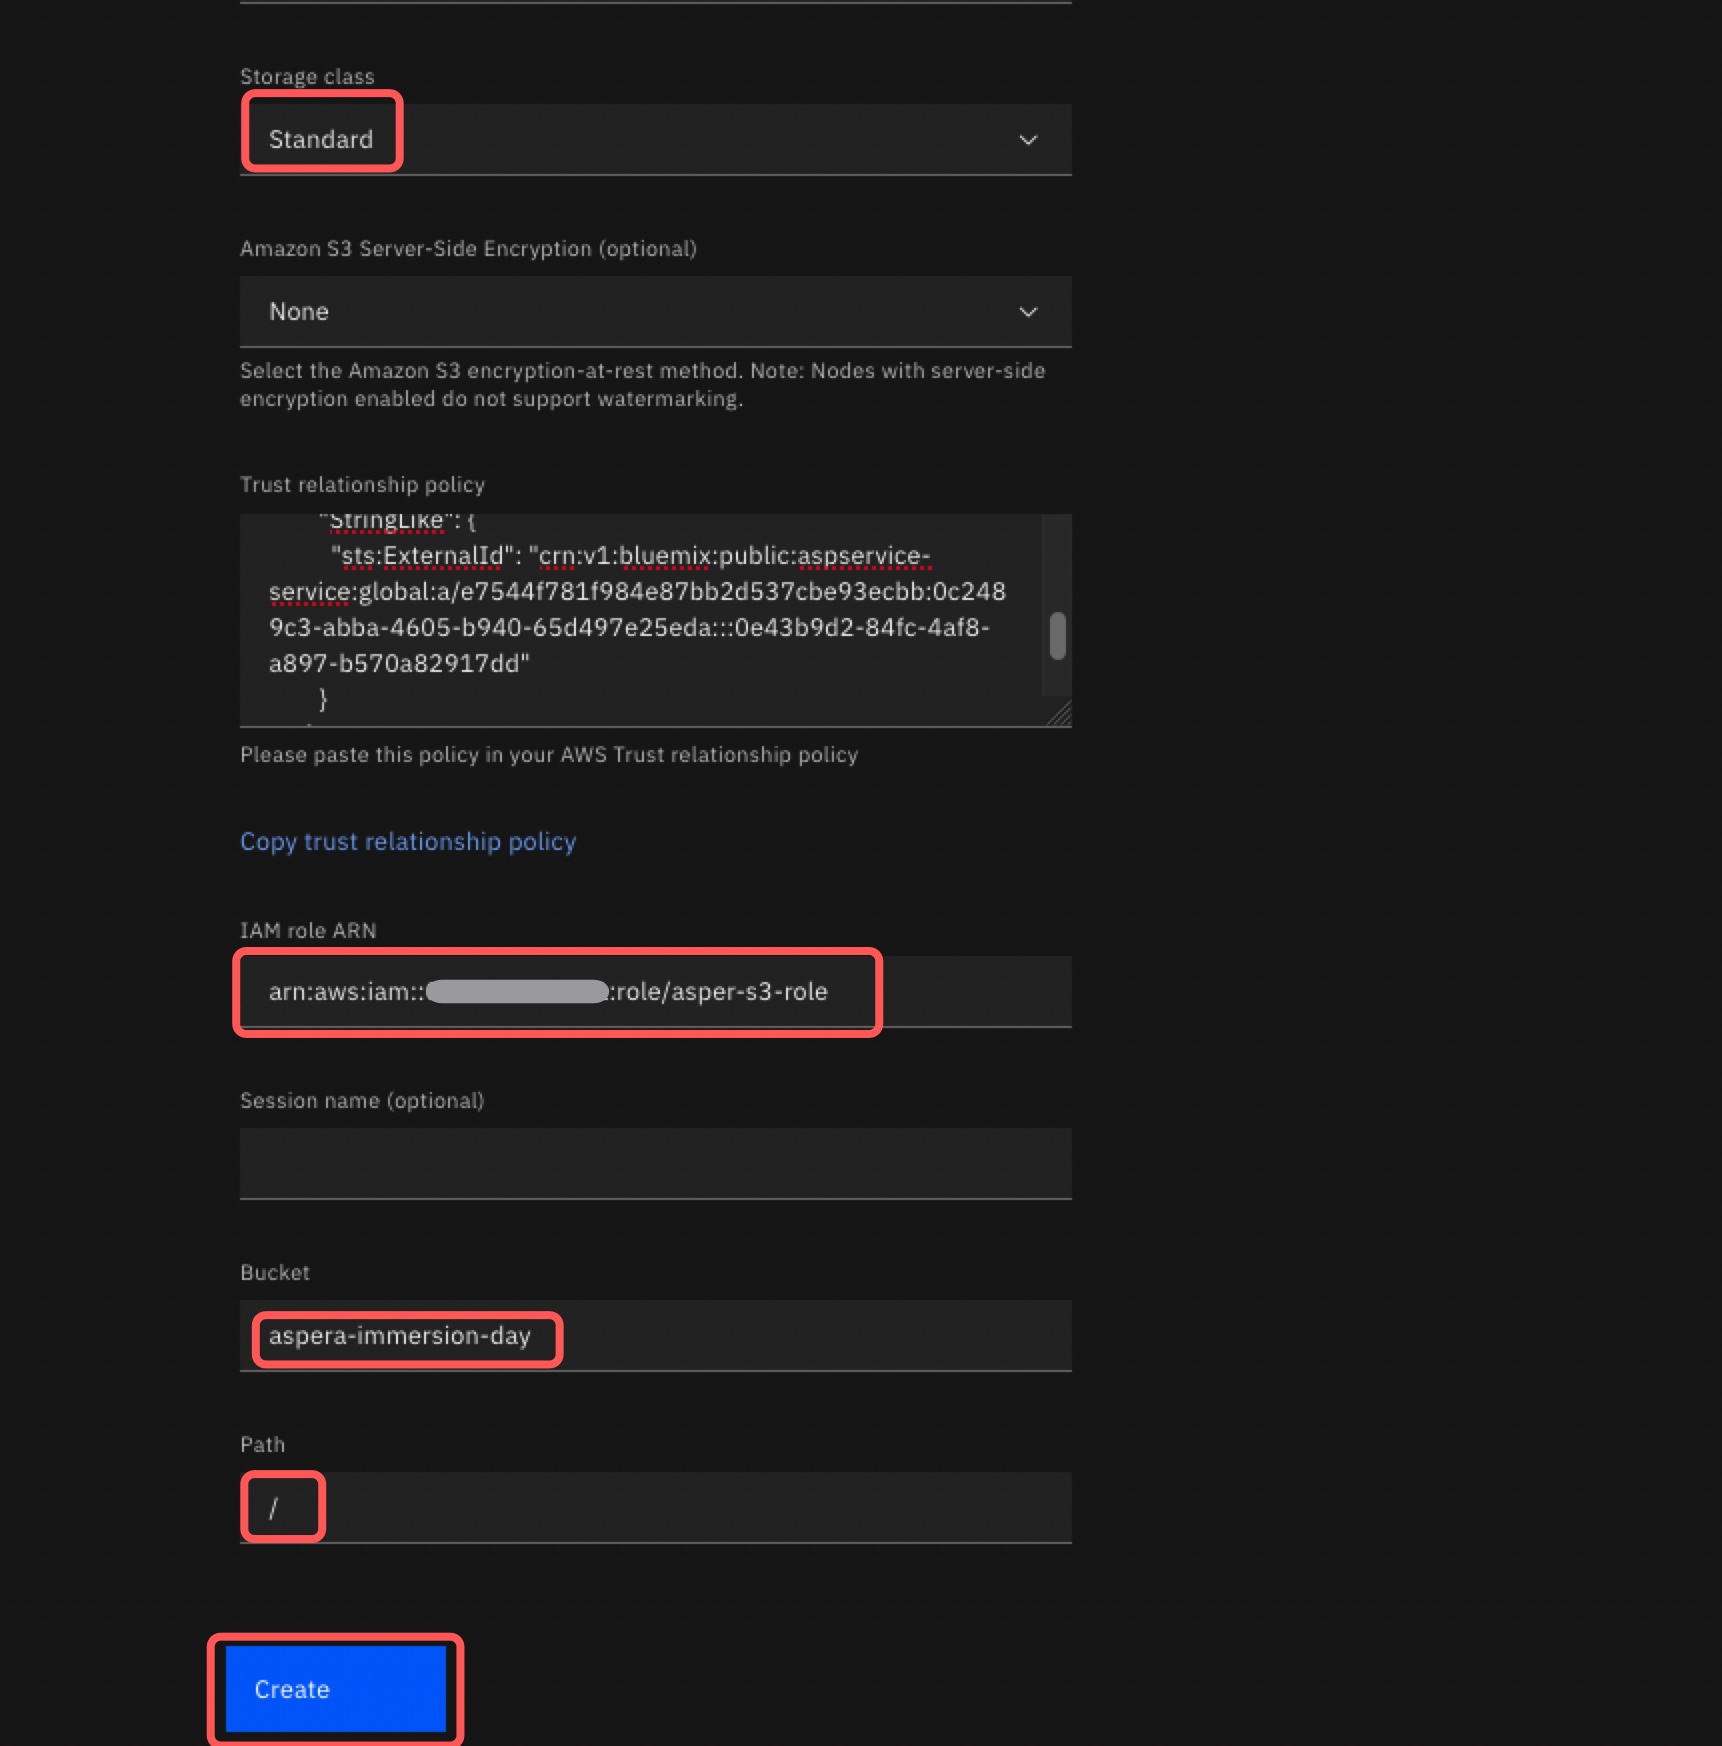 Storage class
Standard
Amazon S3 Server-Side Encryption (optional)
None
Select the Amazon S3 encryption-at-rest method. Note: Nodes with server-side
encryption enabled do not support watermarking.
Trust relationship policy
"StringLike": {
"sts:ExternalId": "crn:v1:bluemix:public:aspservice-
service:global:a/e7544f781f984e87bb2d537cbe93ecbb:0c248
9c3-abba-4605-b940-65d497e25eda:::0e43b9d2-84fc-4af8-
a897-b570a82917dd"
}
Please paste this policy in your AWS Trust relationship policy
Copy trust relationship policy
IAM role ARN
arn:aws:iam:: :role/asper-s3-role
Session name (optional)
Bucket
aspera-immersion-day
Path
/
Create